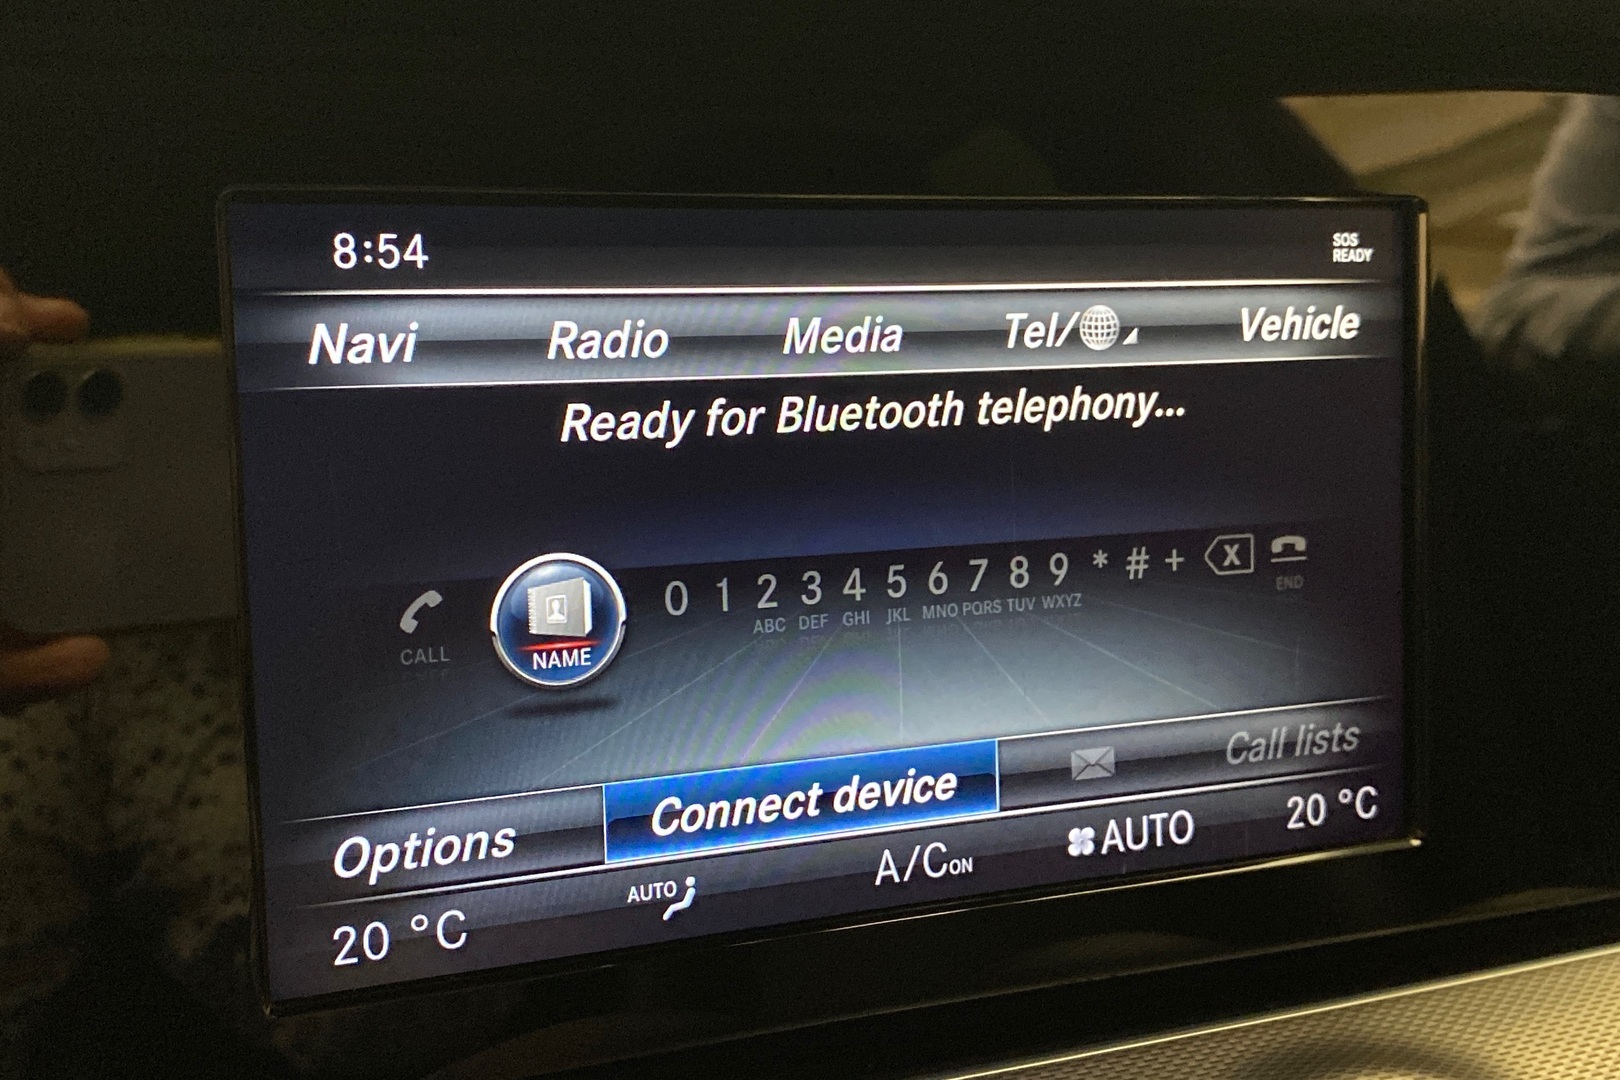 8:54
SOS
READY
Navi Radio Media Tel/ Vehicle
Ready for Bluetooth telephony...
CALL
NAME
0 1 2 3 4 5 6 7 8 9 * # +
ABC DEF GHI JKL MNO PQRS TUV WXYZ
X
END
Options Connect device Call lists
20 °C AUTO A/C ON AUTO 20 °C